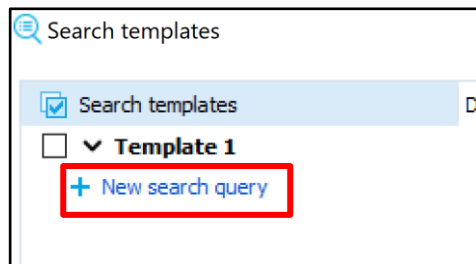 Search templates
Search templates D
Template 1
+ New search query